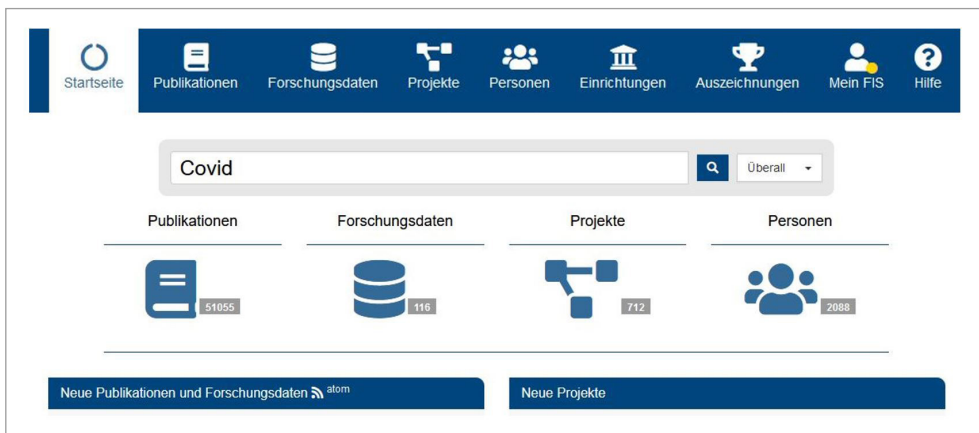 Startseite Publikationen Forschungsdaten Projekte Personen Einrichtungen Auszeichnungen Mein FIS Hilfe
Covid Überall
Publikationen Forschungsdaten Projekte Personen
51055 116 712 2088
Neue Publikationen und Forschungsdaten atom Neue Projekte